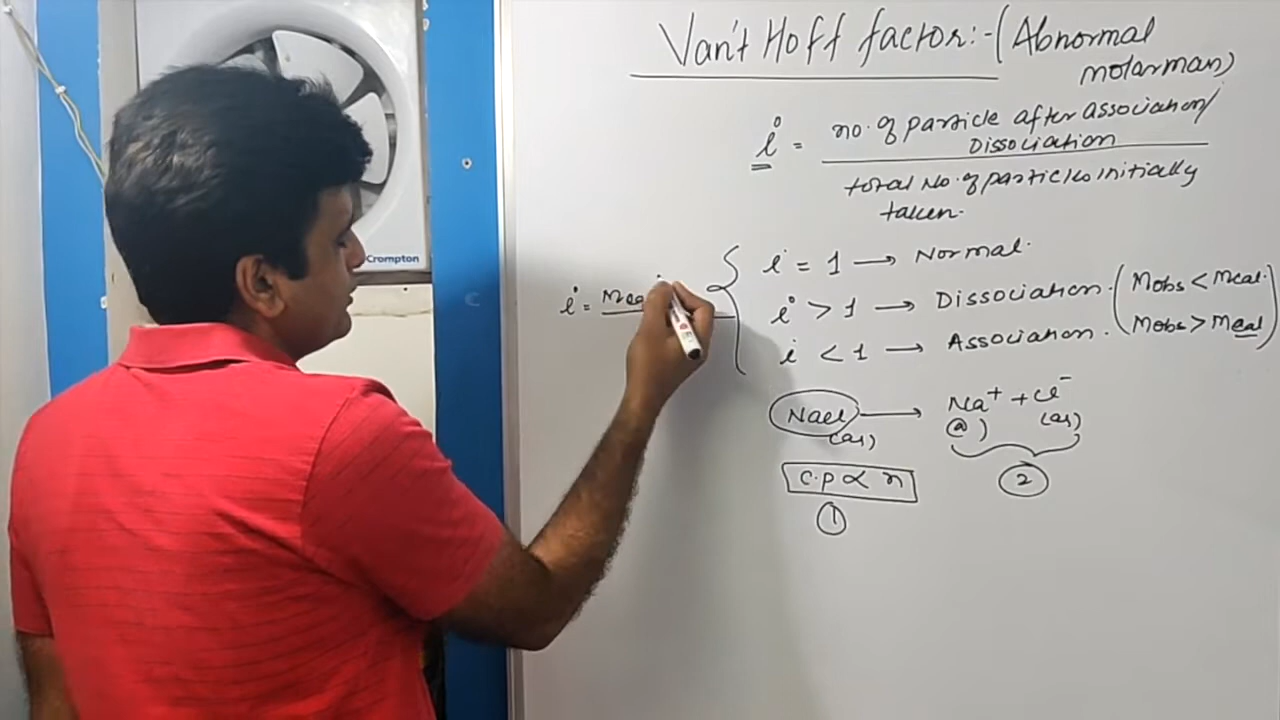 Van't Hoff factor:-(Abnormal
molarmass)
i = no. of particle after association/
Dissociation
total No. of particles initially
taken.
i = 1 → Normal.
i > 1 → Dissociation. (Mobs < Mcal.
i < 1 → Association. Mobs > Mcal)
i = Mca
NaCl → Na⁺ + Cl⁻
(aq) (aq)
C.P ∝ n
2
1
Crompton